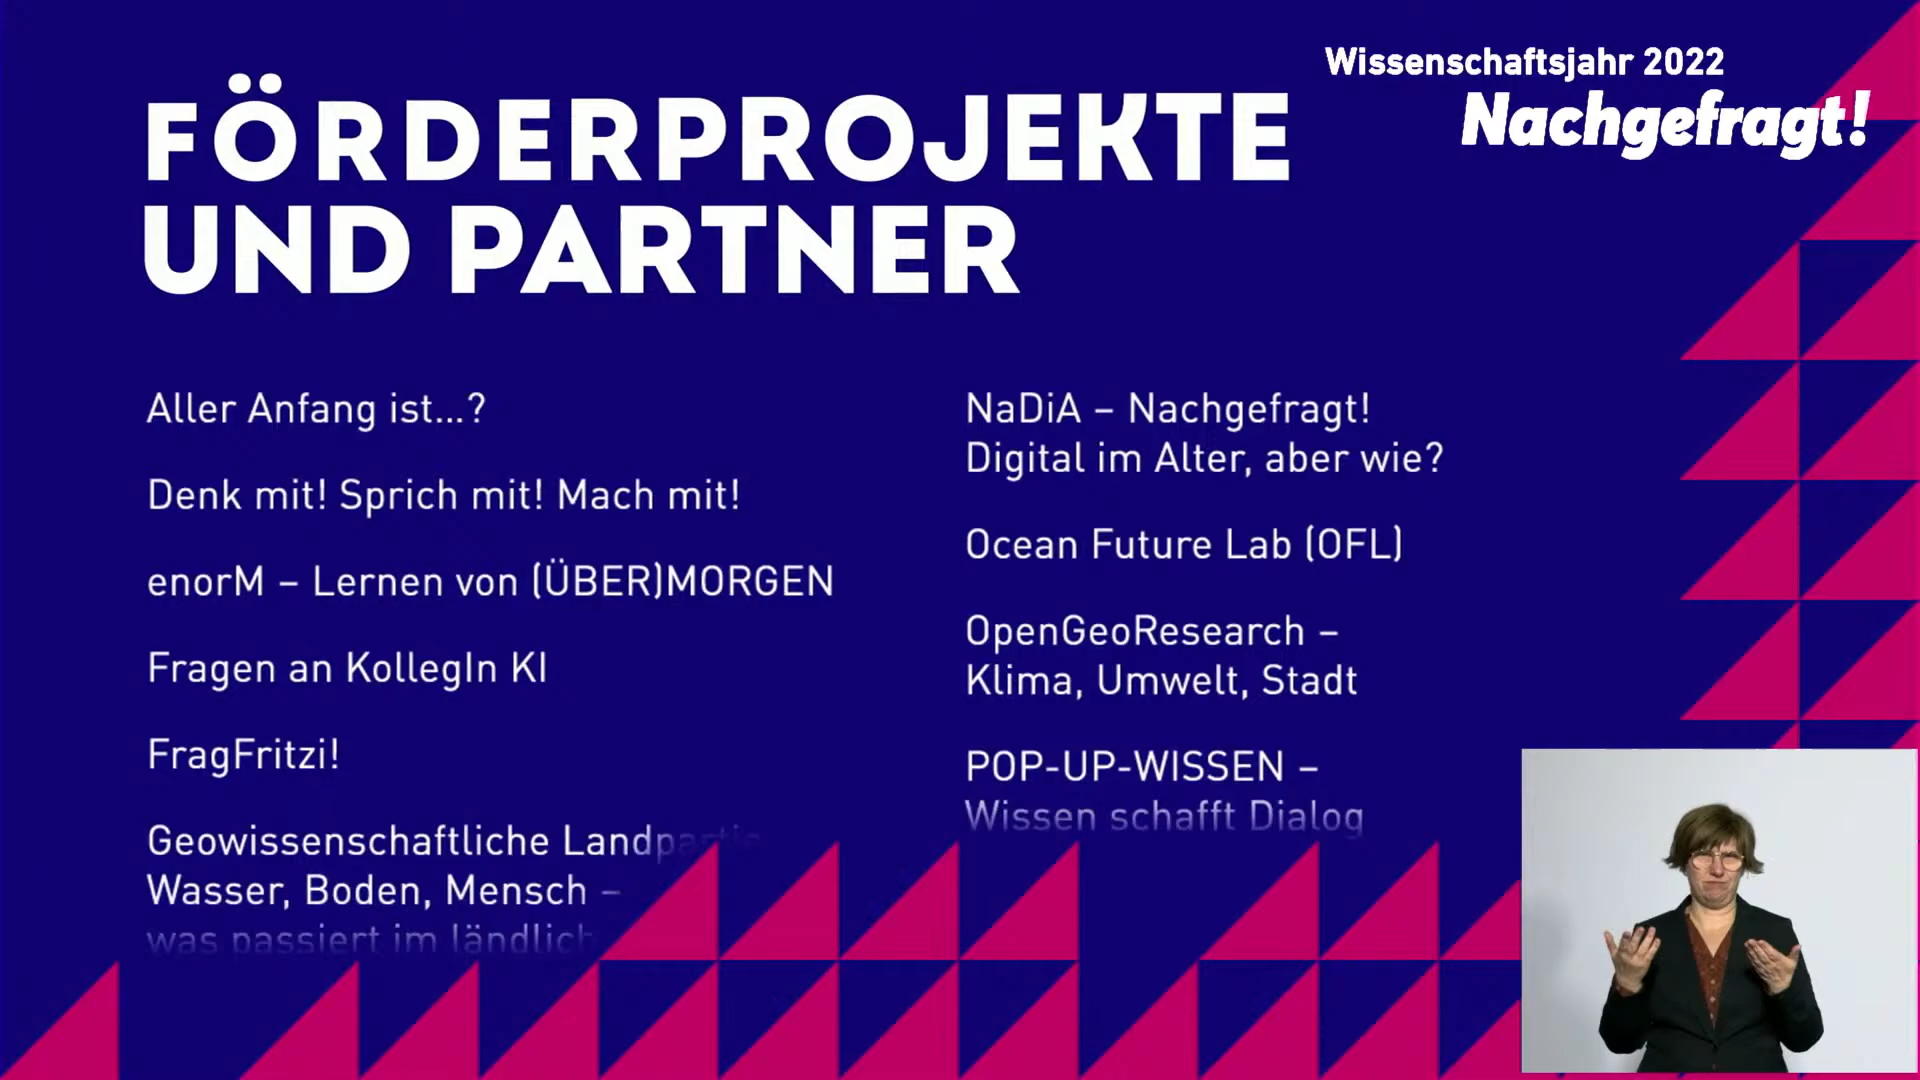 Wissenschaftsjahr 2022
Nachgefragt!
FÖRDERPROJEKTE
UND PARTNER
Aller Anfang ist...?
Denk mit! Sprich mit! Mach mit!
enorM – Lernen von (ÜBER)MORGEN
Fragen an KollegIn KI
FragFritzi!
Geowissenschaftliche Landpartie
Wasser, Boden, Mensch –
was passiert im ländlich
NaDiA – Nachgefragt!
Digital im Alter, aber wie?
Ocean Future Lab (OFL)
OpenGeoResearch –
Klima, Umwelt, Stadt
POP-UP-WISSEN –
Wissen schafft Dialog